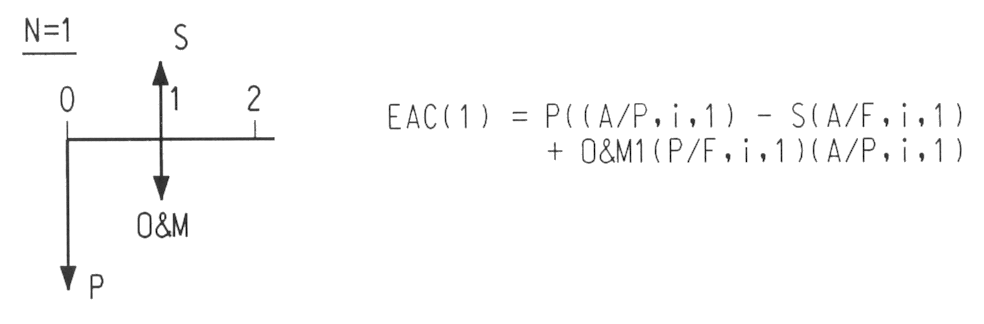 N=1
S
0
1
2
O&M
P
EAC(1) = P((A/P,i,1) - S(A/F,i,1)
+ O&M1(P/F,i,1)(A/P,i,1)